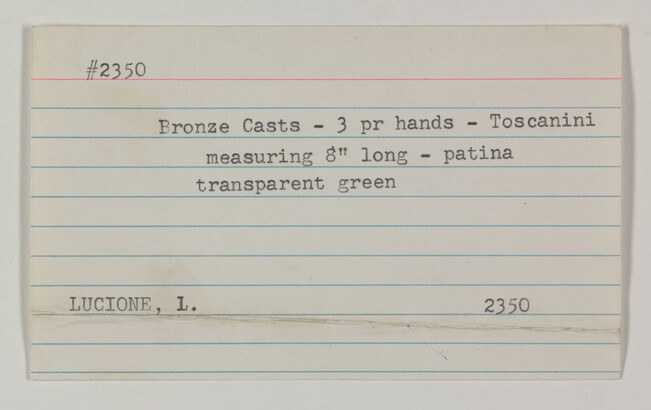 #2350
Bronze Casts - 3 pr hands - Toscanini
measuring 8" long - patina
transparent green
LUCIONE, L. 2350